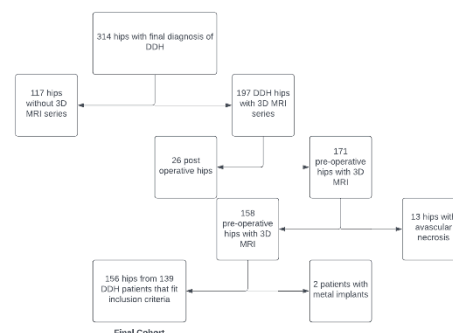 314 hips with final diagnosis of
DDH
117 hips
without 3D
MRI series
197 DDH hips
with 3D MRI
series
26 post
operative hips
171
pre-operative
hips with 3D
MRI
158
pre-operative
hips with 3D
MRI
13 hips with
avascular
necrosis
156 hips from 139
DDH patients that fit
inclusion criteria
2 patients with
metal implants
Final Cohort